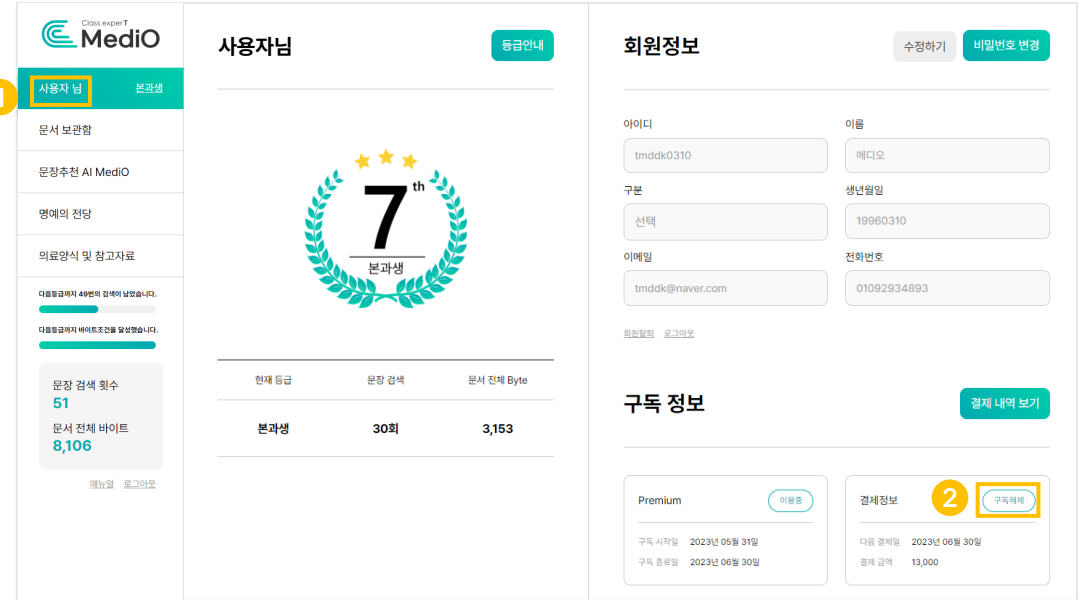 Class experT
MediO
1
사용자 님
본과생
문서 보관함
문장추천 AI MediO
명예의 전당
의료양식 및 참고자료
다음등급까지 49번의 검색이 남았습니다.
다음등급까지 바이트조건을 달성했습니다.
문장 검색 횟수
51
문서 전체 바이트
8,106
매뉴얼 로그아웃
사용자님
등급안내
7th
본과생
현재 등급 문장 검색 문서 전체 Byte
본과생 30회 3,153
회원정보
수정하기
비밀번호 변경
아이디 이름
tmddk0310 메디오
구분 생년월일
선택 19960310
이메일 전화번호
tmddk@naver.com 01092934893
회원탈퇴 로그아웃
구독 정보
결제 내역 보기
Premium 이용중
구독 시작일 2023년 05월 31일
구독 종료일 2023년 06월 30일
결제정보 2 구독해제
다음 결제일 2023년 06월 30일
결제 금액 13,000